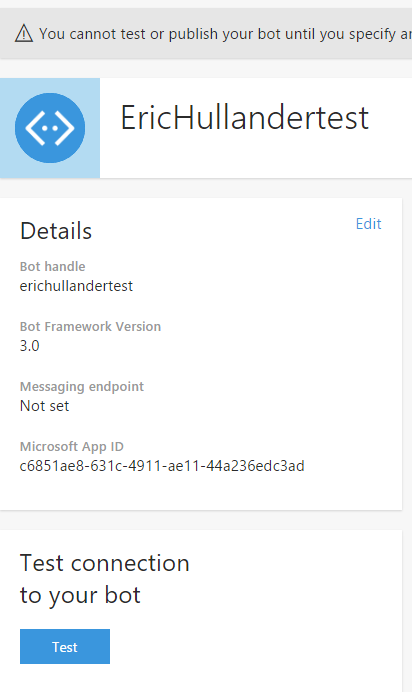 You cannot test or publish your bot until you specify
EricHullandertest
Details
Edit
Bot handle
erichullandertest
Bot Framework Version
3.0
Messaging endpoint
Not set
Microsoft App ID
c6851ae8-631c-4911-ae11-44a236edc3ad
Test connection
to your bot
Test